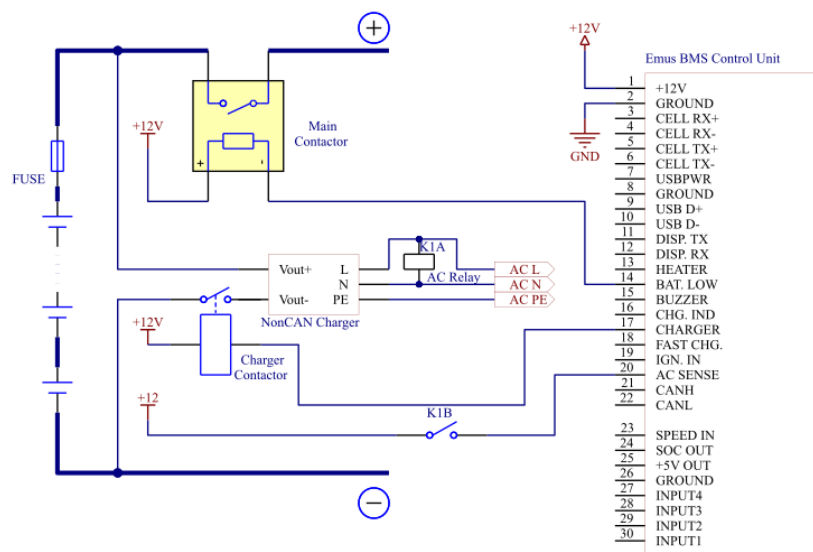 +12V
Emus BMS Control Unit
+12V
Main
Contactor
+
-
FUSE
GND
1 +12V
2 GROUND
3 CELL RX+
4 CELL RX-
5 CELL TX+
6 CELL TX-
7 USBPWR
8 GROUND
9 USB D+
10 USB D-
11 DISP. TX
12 DISP. RX
13 HEATER
14 BAT. LOW
15 BUZZER
16 CHG. IND
17 CHARGER
18 FAST CHG.
19 IGN. IN
20 AC SENSE
21 CANH
22 CANL
23 SPEED IN
24 SOC OUT
25 +5V OUT
26 GROUND
27 INPUT4
28 INPUT3
29 INPUT2
30 INPUT1
K1A
AC Relay
Vout+ L
N
Vout- PE
NonCAN Charger
AC L
AC N
AC PE
+12V
Charger
Contactor
+12
K1B